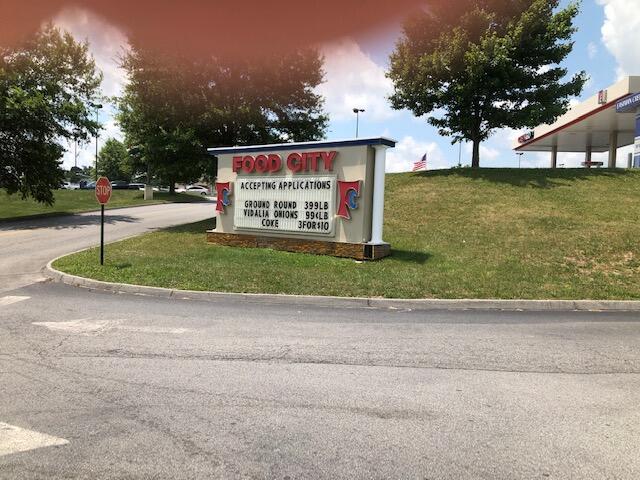 FOOD CITY
ACCEPTING APPLICATIONS
GROUND ROUND 399LB
VIDALIA ONIONS 99¢LB
COKE 3FOR$10
STOP